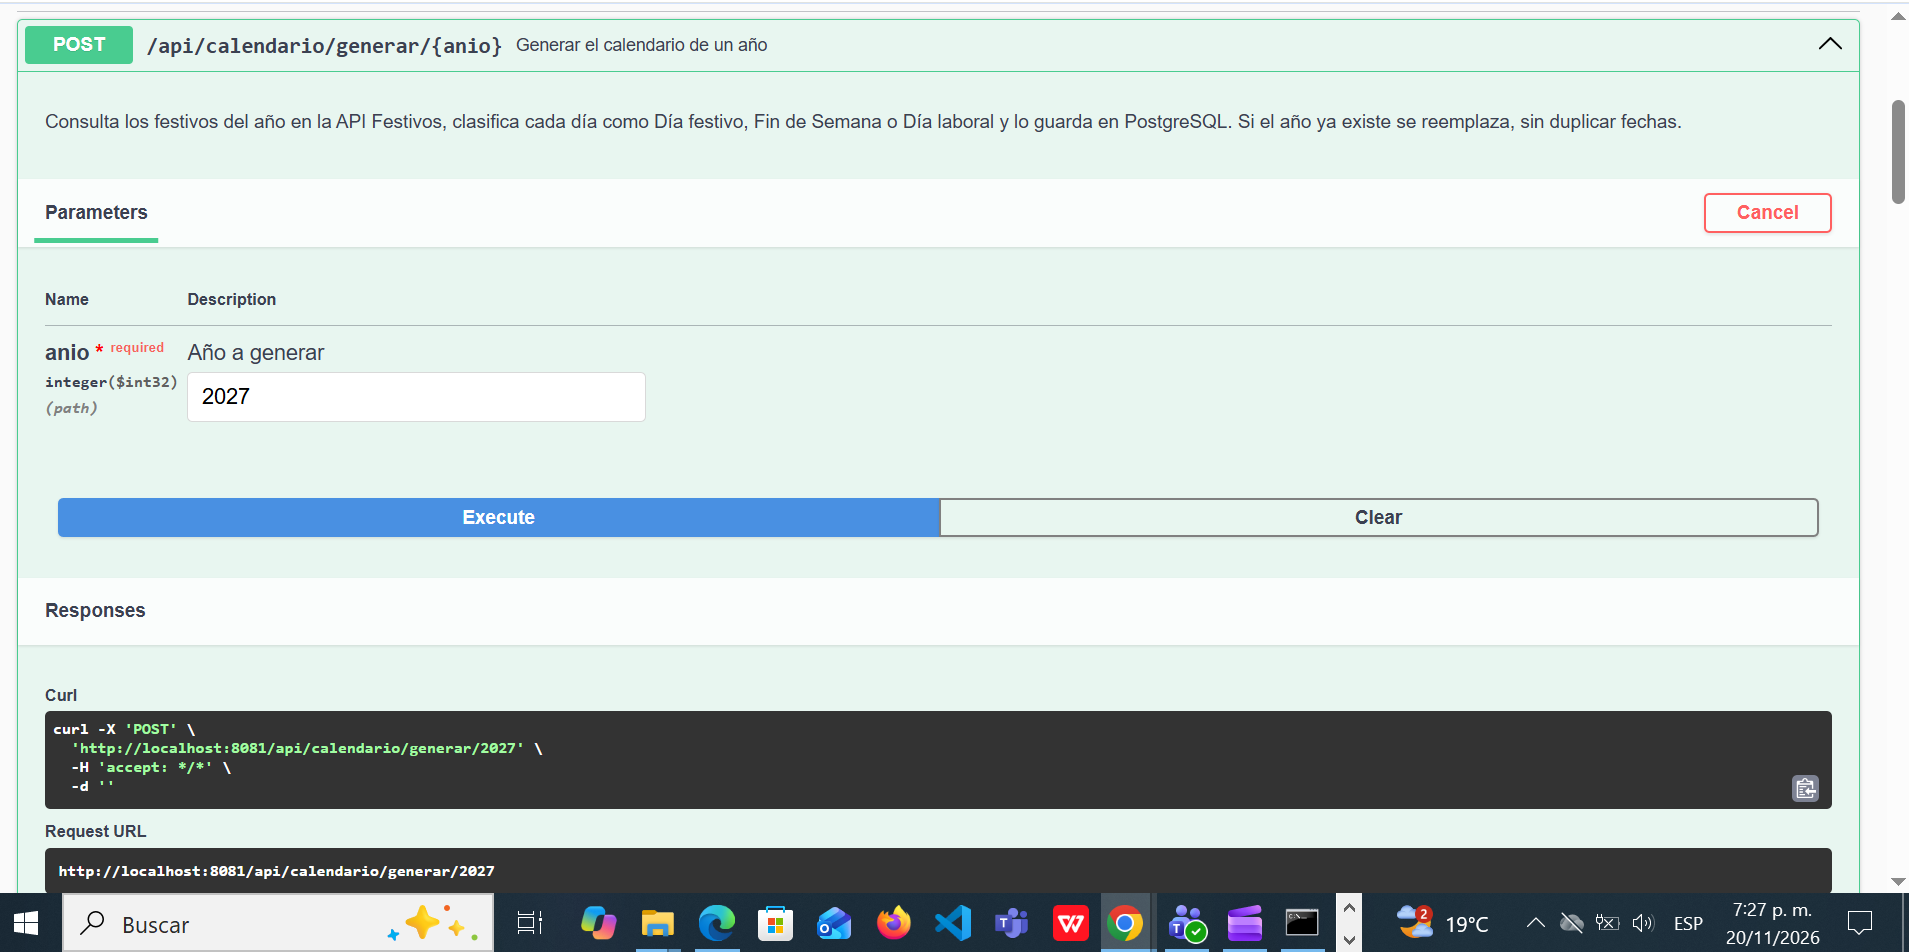 POST /api/calendario/generar/{anio} Generar el calendario de un año
Consulta los festivos del año en la API Festivos, clasifica cada día como Día festivo, Fin de Semana o Día laboral y lo guarda en PostgreSQL. Si el año ya existe se reemplaza, sin duplicar fechas.
Parameters
Cancel
Name Description
anio * required Año a generar
integer($int32)
2027
(path)
Execute Clear
Responses
Curl
curl -X 'POST' \
'http://localhost:8081/api/calendario/generar/2027' \
-H 'accept: */*' \
-d ''
Request URL
http://localhost:8081/api/calendario/generar/2027
Buscar
2
19°C
ESP
7:27 p. m.
20/11/2026